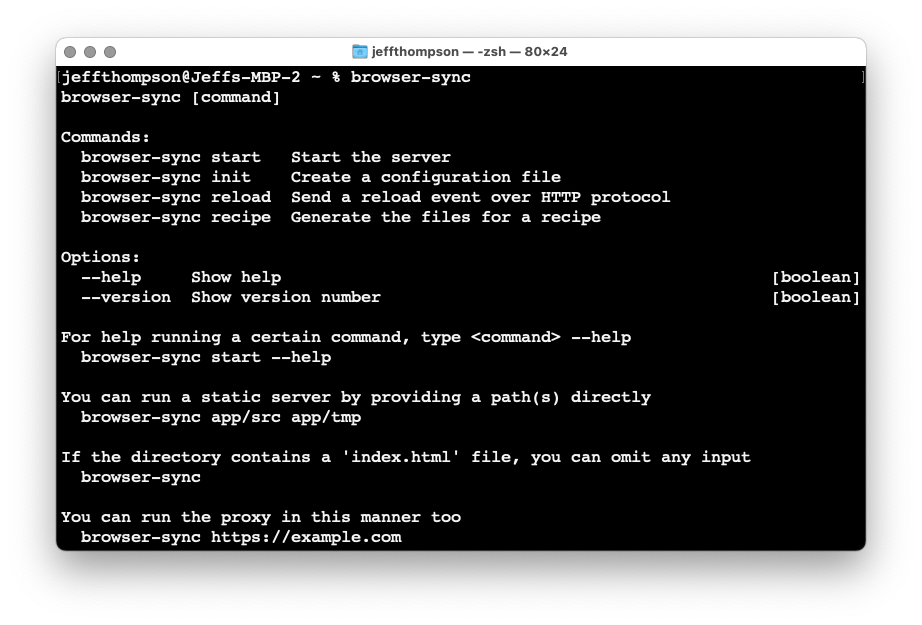 jeffthompson — -zsh — 80×24
[jeffthompson@Jeffs-MBP-2 ~ % browser-sync ]
browser-sync [command]
Commands:
  browser-sync start   Start the server
  browser-sync init    Create a configuration file
  browser-sync reload  Send a reload event over HTTP protocol
  browser-sync recipe  Generate the files for a recipe
Options:
  --help     Show help                                                 [boolean]
  --version  Show version number                                       [boolean]
For help running a certain command, type <command> --help
  browser-sync start --help
You can run a static server by providing a path(s) directly
  browser-sync app/src app/tmp
If the directory contains a 'index.html' file, you can omit any input
  browser-sync
You can run the proxy in this manner too
  browser-sync https://example.com